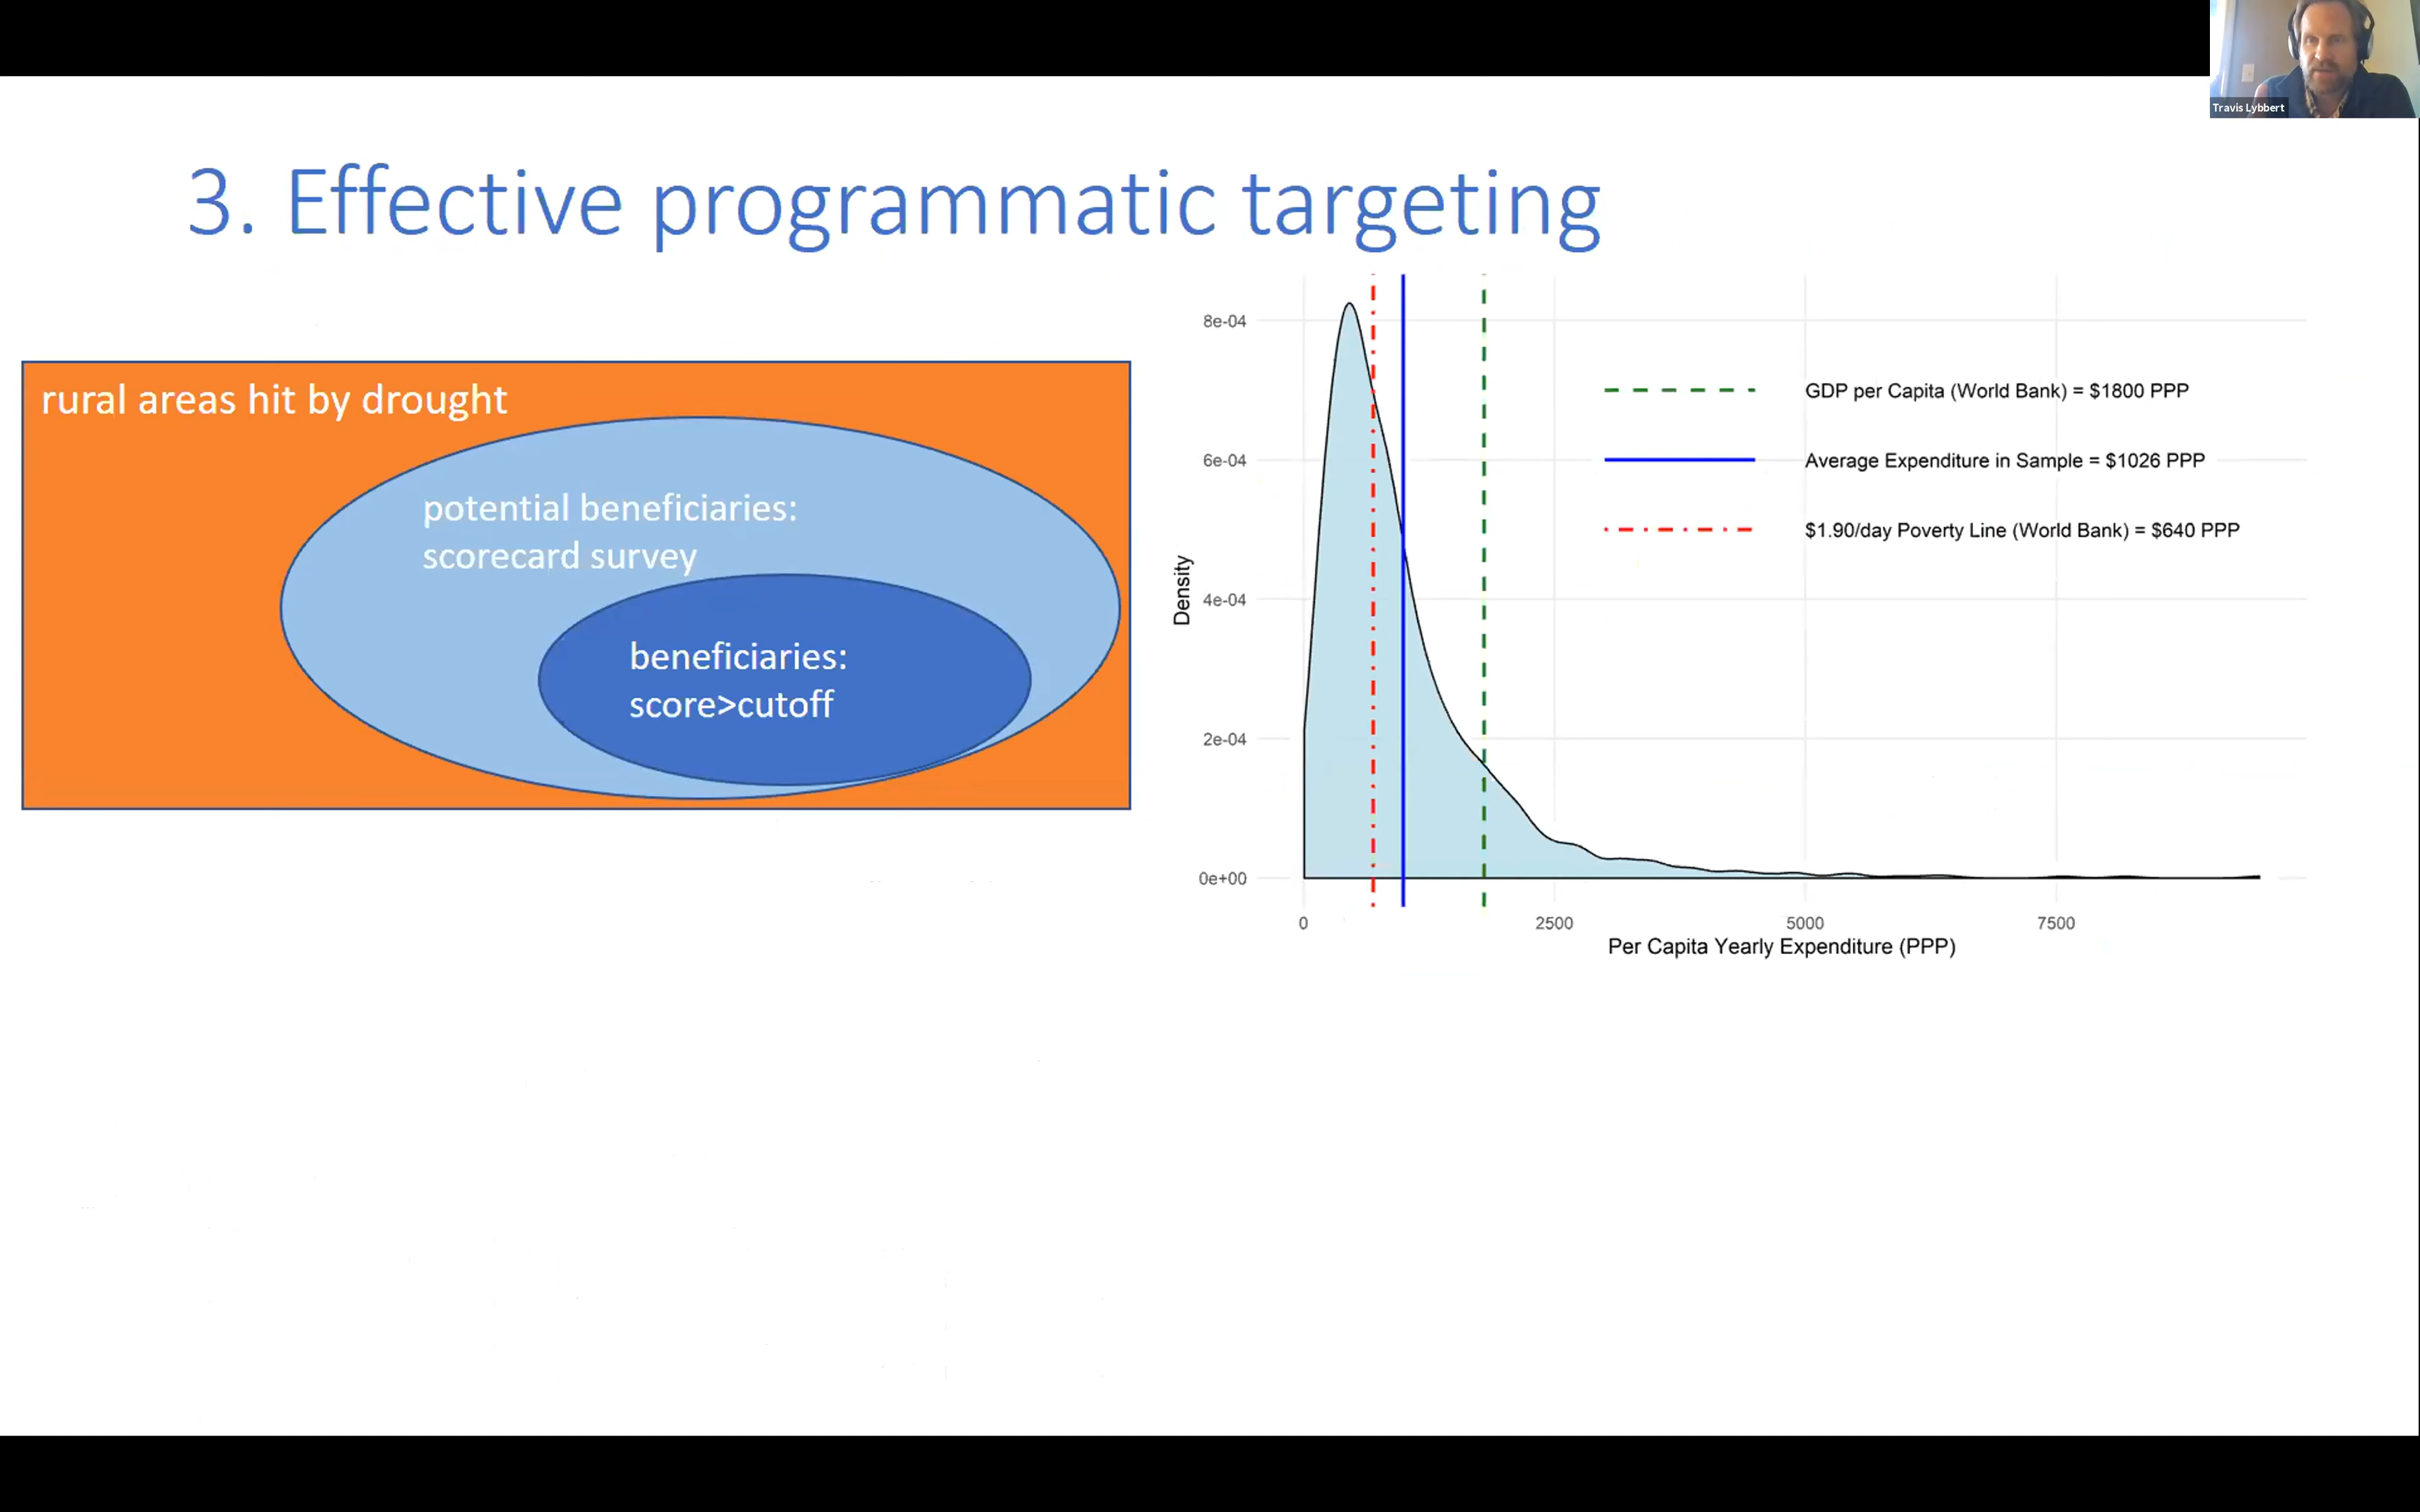 Travis Lybbert
3. Effective programmatic targeting
rural areas hit by drought
potential beneficiaries:
scorecard survey
beneficiaries:
score>cutoff
8e-04
6e-04
4e-04
2e-04
0e+00
Density
GDP per Capita (World Bank) = $1800 PPP
Average Expenditure in Sample = $1026 PPP
$1.90/day Poverty Line (World Bank) = $640 PPP
0
2500
5000
7500
Per Capita Yearly Expenditure (PPP)